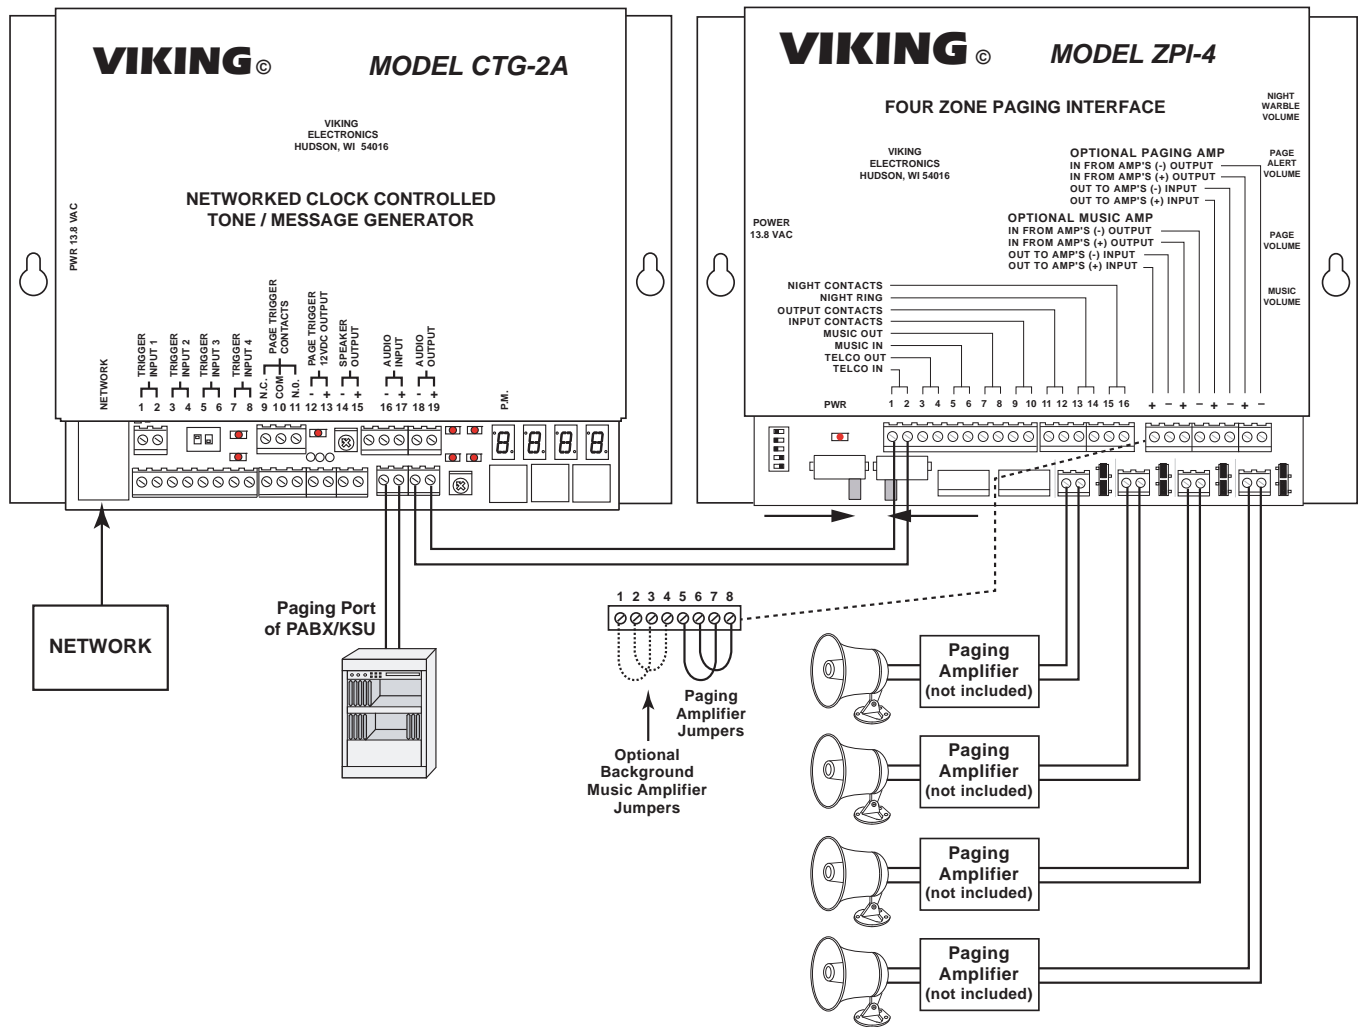 VIKING ©
MODEL CTG-2A
VIKING
ELECTRONICS
HUDSON, WI 54016
NETWORKED CLOCK CONTROLLED
TONE / MESSAGE GENERATOR
PWR 13.8 VAC
NETWORK
TRIGGER
INPUT 1
TRIGGER
INPUT 2
TRIGGER
INPUT 3
TRIGGER
INPUT 4
PAGE TRIGGER
CONTACTS
N.C.
COM
N.0.
PAGE TRIGGER
12VDC OUTPUT
SPEAKER
OUTPUT
AUDIO
INPUT
AUDIO
OUTPUT
P.M.
- + - + - + - +
1 2 3 4 5 6 7 8 9 10 11 12 13 14 15 16 17 18 19
8. 8. 8. 8.
VIKING ©
MODEL ZPI-4
FOUR ZONE PAGING INTERFACE
VIKING
ELECTRONICS
HUDSON, WI 54016
NIGHT
WARBLE
VOLUME
PAGE
ALERT
VOLUME
PAGE
VOLUME
MUSIC
VOLUME
POWER
13.8 VAC
OPTIONAL PAGING AMP
IN FROM AMP'S (-) OUTPUT
IN FROM AMP'S (+) OUTPUT
OUT TO AMP'S (-) INPUT
OUT TO AMP'S (+) INPUT
OPTIONAL MUSIC AMP
IN FROM AMP'S (-) OUTPUT
IN FROM AMP'S (+) OUTPUT
OUT TO AMP'S (-) INPUT
OUT TO AMP'S (+) INPUT
NIGHT CONTACTS
NIGHT RING
OUTPUT CONTACTS
INPUT CONTACTS
MUSIC OUT
MUSIC IN
TELCO OUT
TELCO IN
PWR
1 2 3 4 5 6 7 8 9 10 11 12 13 14 15 16
+ – + – + – + –
NETWORK
Paging Port
of PABX/KSU
1 2 3 4 5 6 7 8
Paging
Amplifier
Jumpers
Optional
Background
Music Amplifier
Jumpers
Paging
Amplifier
(not included)
Paging
Amplifier
(not included)
Paging
Amplifier
(not included)
Paging
Amplifier
(not included)